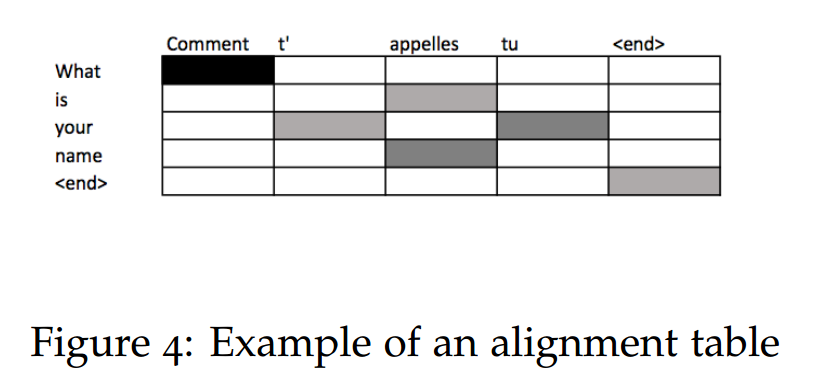 Comment t' appelles tu <end>
What
is
your
name
<end>
Figure 4: Example of an alignment table